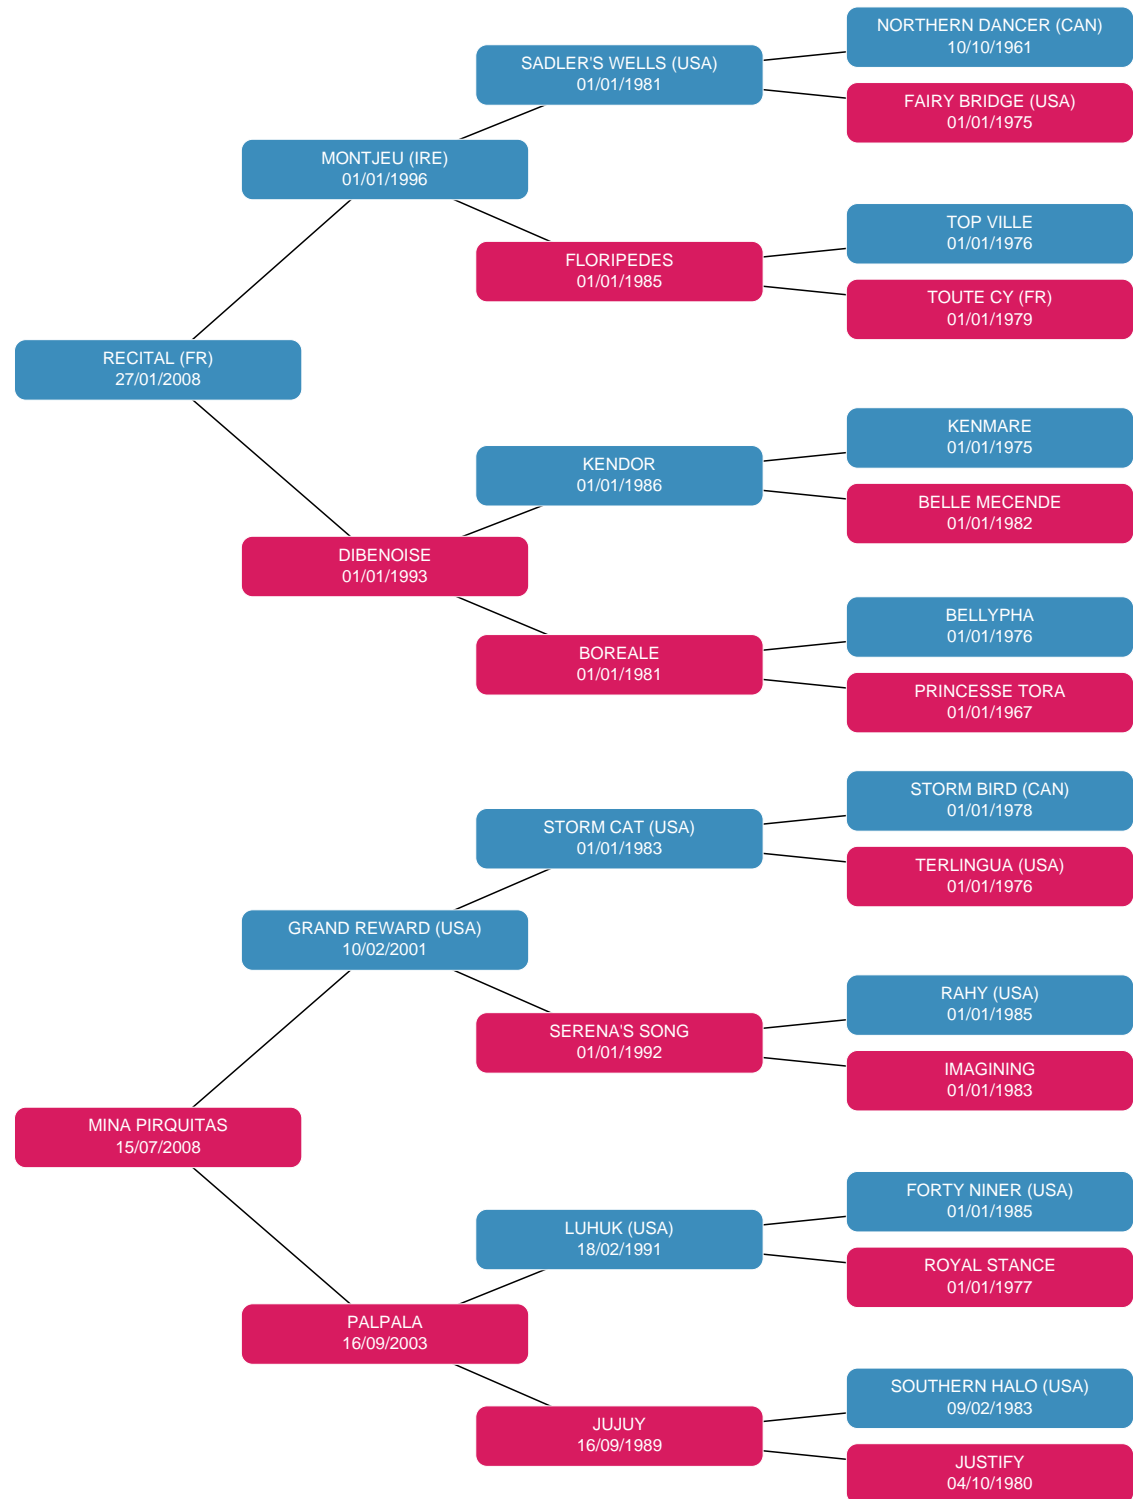 NORTHERN DANCER (CAN)
10/10/1961
SADLER'S WELLS (USA)
01/01/1981
FAIRY BRIDGE (USA)
01/01/1975
MONTJEU (IRE)
01/01/1996
TOP VILLE
01/01/1976
FLORIPEDES
01/01/1985
TOUTE CY (FR)
01/01/1979
RECITAL (FR)
27/01/2008
KENMARE
01/01/1975
KENDOR
01/01/1986
BELLE MECENDE
01/01/1982
DIBENOISE
01/01/1993
BELLYPHA
01/01/1976
BOREALE
01/01/1981
PRINCESSE TORA
01/01/1967
STORM BIRD (CAN)
01/01/1978
STORM CAT (USA)
01/01/1983
TERLINGUA (USA)
01/01/1976
GRAND REWARD (USA)
10/02/2001
RAHY (USA)
01/01/1985
SERENA'S SONG
01/01/1992
IMAGINING
01/01/1983
MINA PIRQUITAS
15/07/2008
FORTY NINER (USA)
01/01/1985
LUHUK (USA)
18/02/1991
ROYAL STANCE
01/01/1977
PALPALA
16/09/2003
SOUTHERN HALO (USA)
09/02/1983
JUJUY
16/09/1989
JUSTIFY
04/10/1980